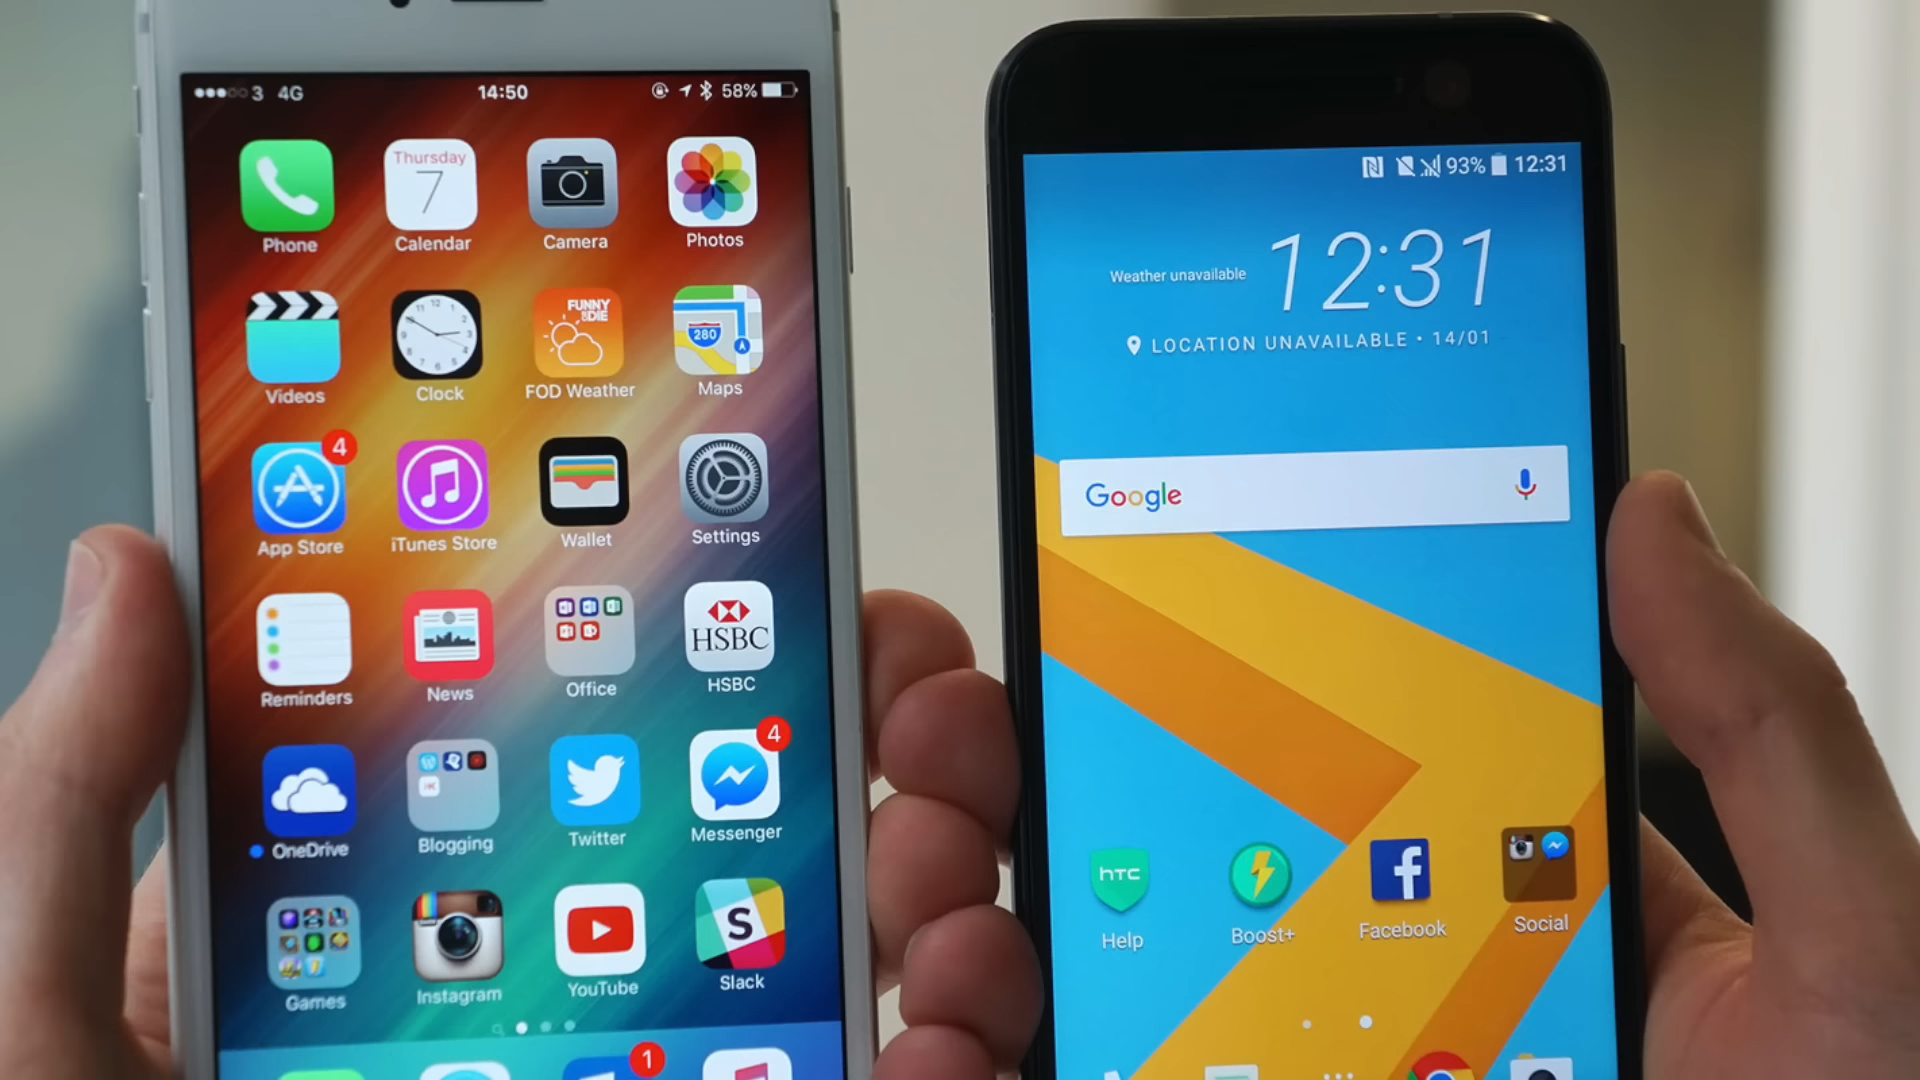 3 4G 14:50 58%
Thursday
7
Phone Calendar Camera Photos
FUNNY
OR DIE
280
Videos Clock FOD Weather Maps
4
App Store iTunes Store Wallet Settings
HSBC
Reminders News Office HSBC
4
OneDrive Blogging Twitter Messenger
S
Games Instagram YouTube Slack
1
93% 12:31
Weather unavailable 12:31
LOCATION UNAVAILABLE • 14/01
Google
hTC
Help Boost+ Facebook Social